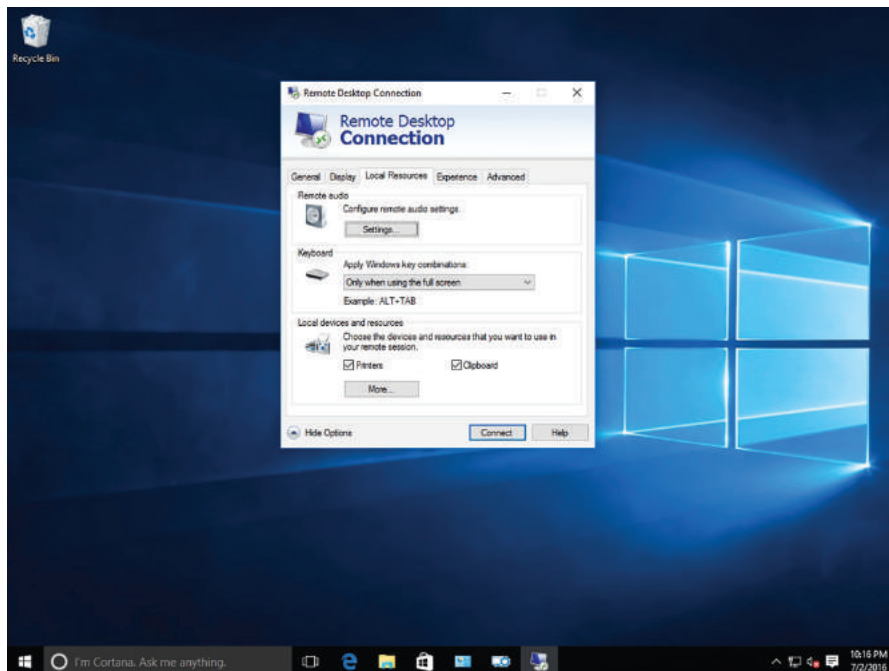 Recycle Bin
Remote Desktop Connection
Remote Desktop
Connection
General Display Local Resources Experience Advanced
Remote audio
Configure remote audio settings.
Settings...
Keyboard
Apply Windows key combinations:
Only when using the full screen
Example: ALT+TAB
Local devices and resources
Choose the devices and resources that you want to use in
your remote session.
Printers Clipboard
More...
Hide Options Connect Help
I'm Cortana. Ask me anything.
10:16 PM
7/2/2016